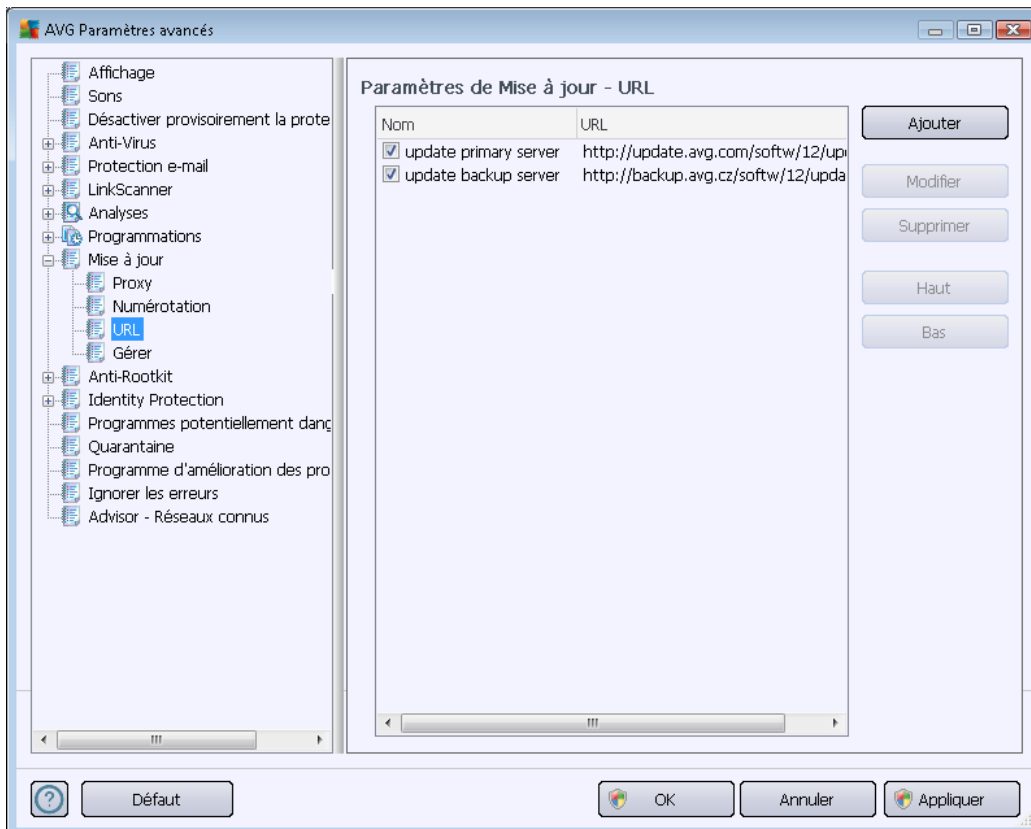 AVG Paramètres avancés
Affichage
Sons
Désactiver provisoirement la prote
Anti-Virus
Protection e-mail
LinkScanner
Analyses
Programmations
Mise à jour
Proxy
Numérotation
URL
Gérer
Anti-Rootkit
Identity Protection
Programmes potentiellement dang
Quarantaine
Programme d'amélioration des pro
Ignorer les erreurs
Advisor - Réseaux connus
Paramètres de Mise à jour - URL
Nom URL
update primary server http://update.avg.com/softw/12/up
update backup server http://backup.avg.cz/softw/12/upda
Ajouter
Modifier
Supprimer
Haut
Bas
Défaut
OK
Annuler
Appliquer